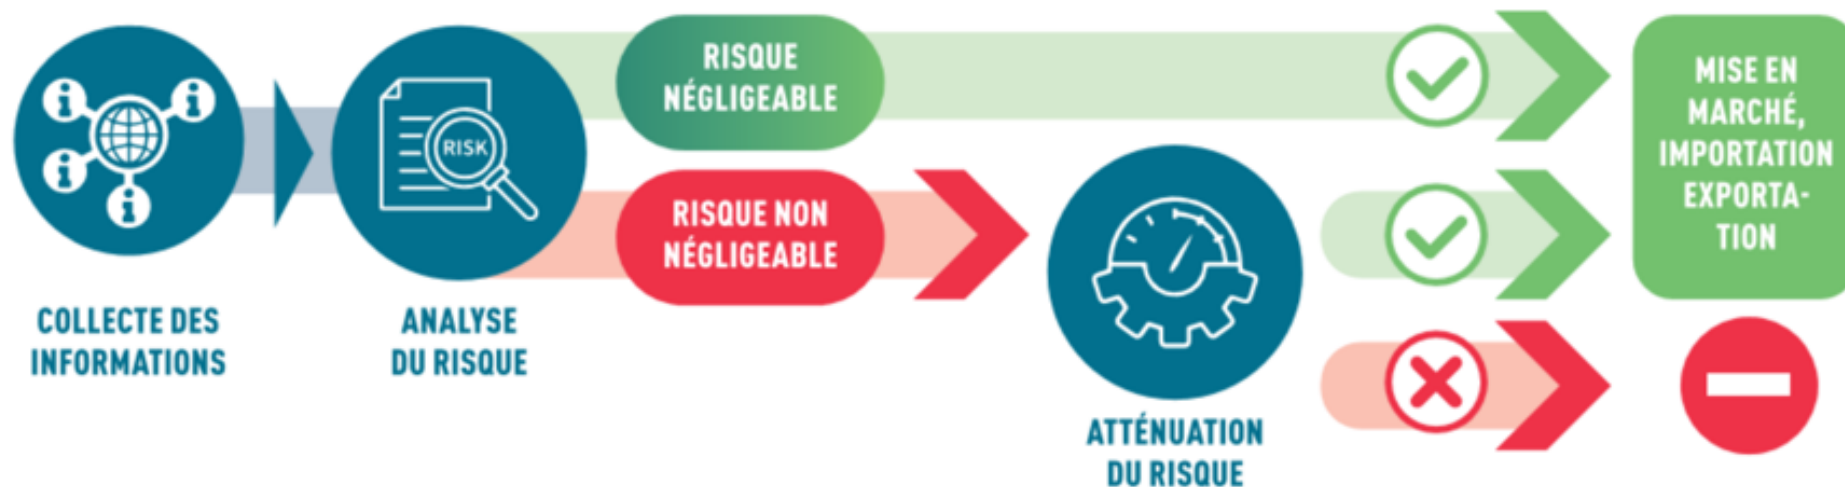 COLLECTE DES
INFORMATIONS
RISK
ANALYSE
DU RISQUE
RISQUE
NÉGLIGEABLE
RISQUE NON
NÉGLIGEABLE
ATTÉNUATION
DU RISQUE
MISE EN
MARCHÉ,
IMPORTATION
EXPORTA-
TION